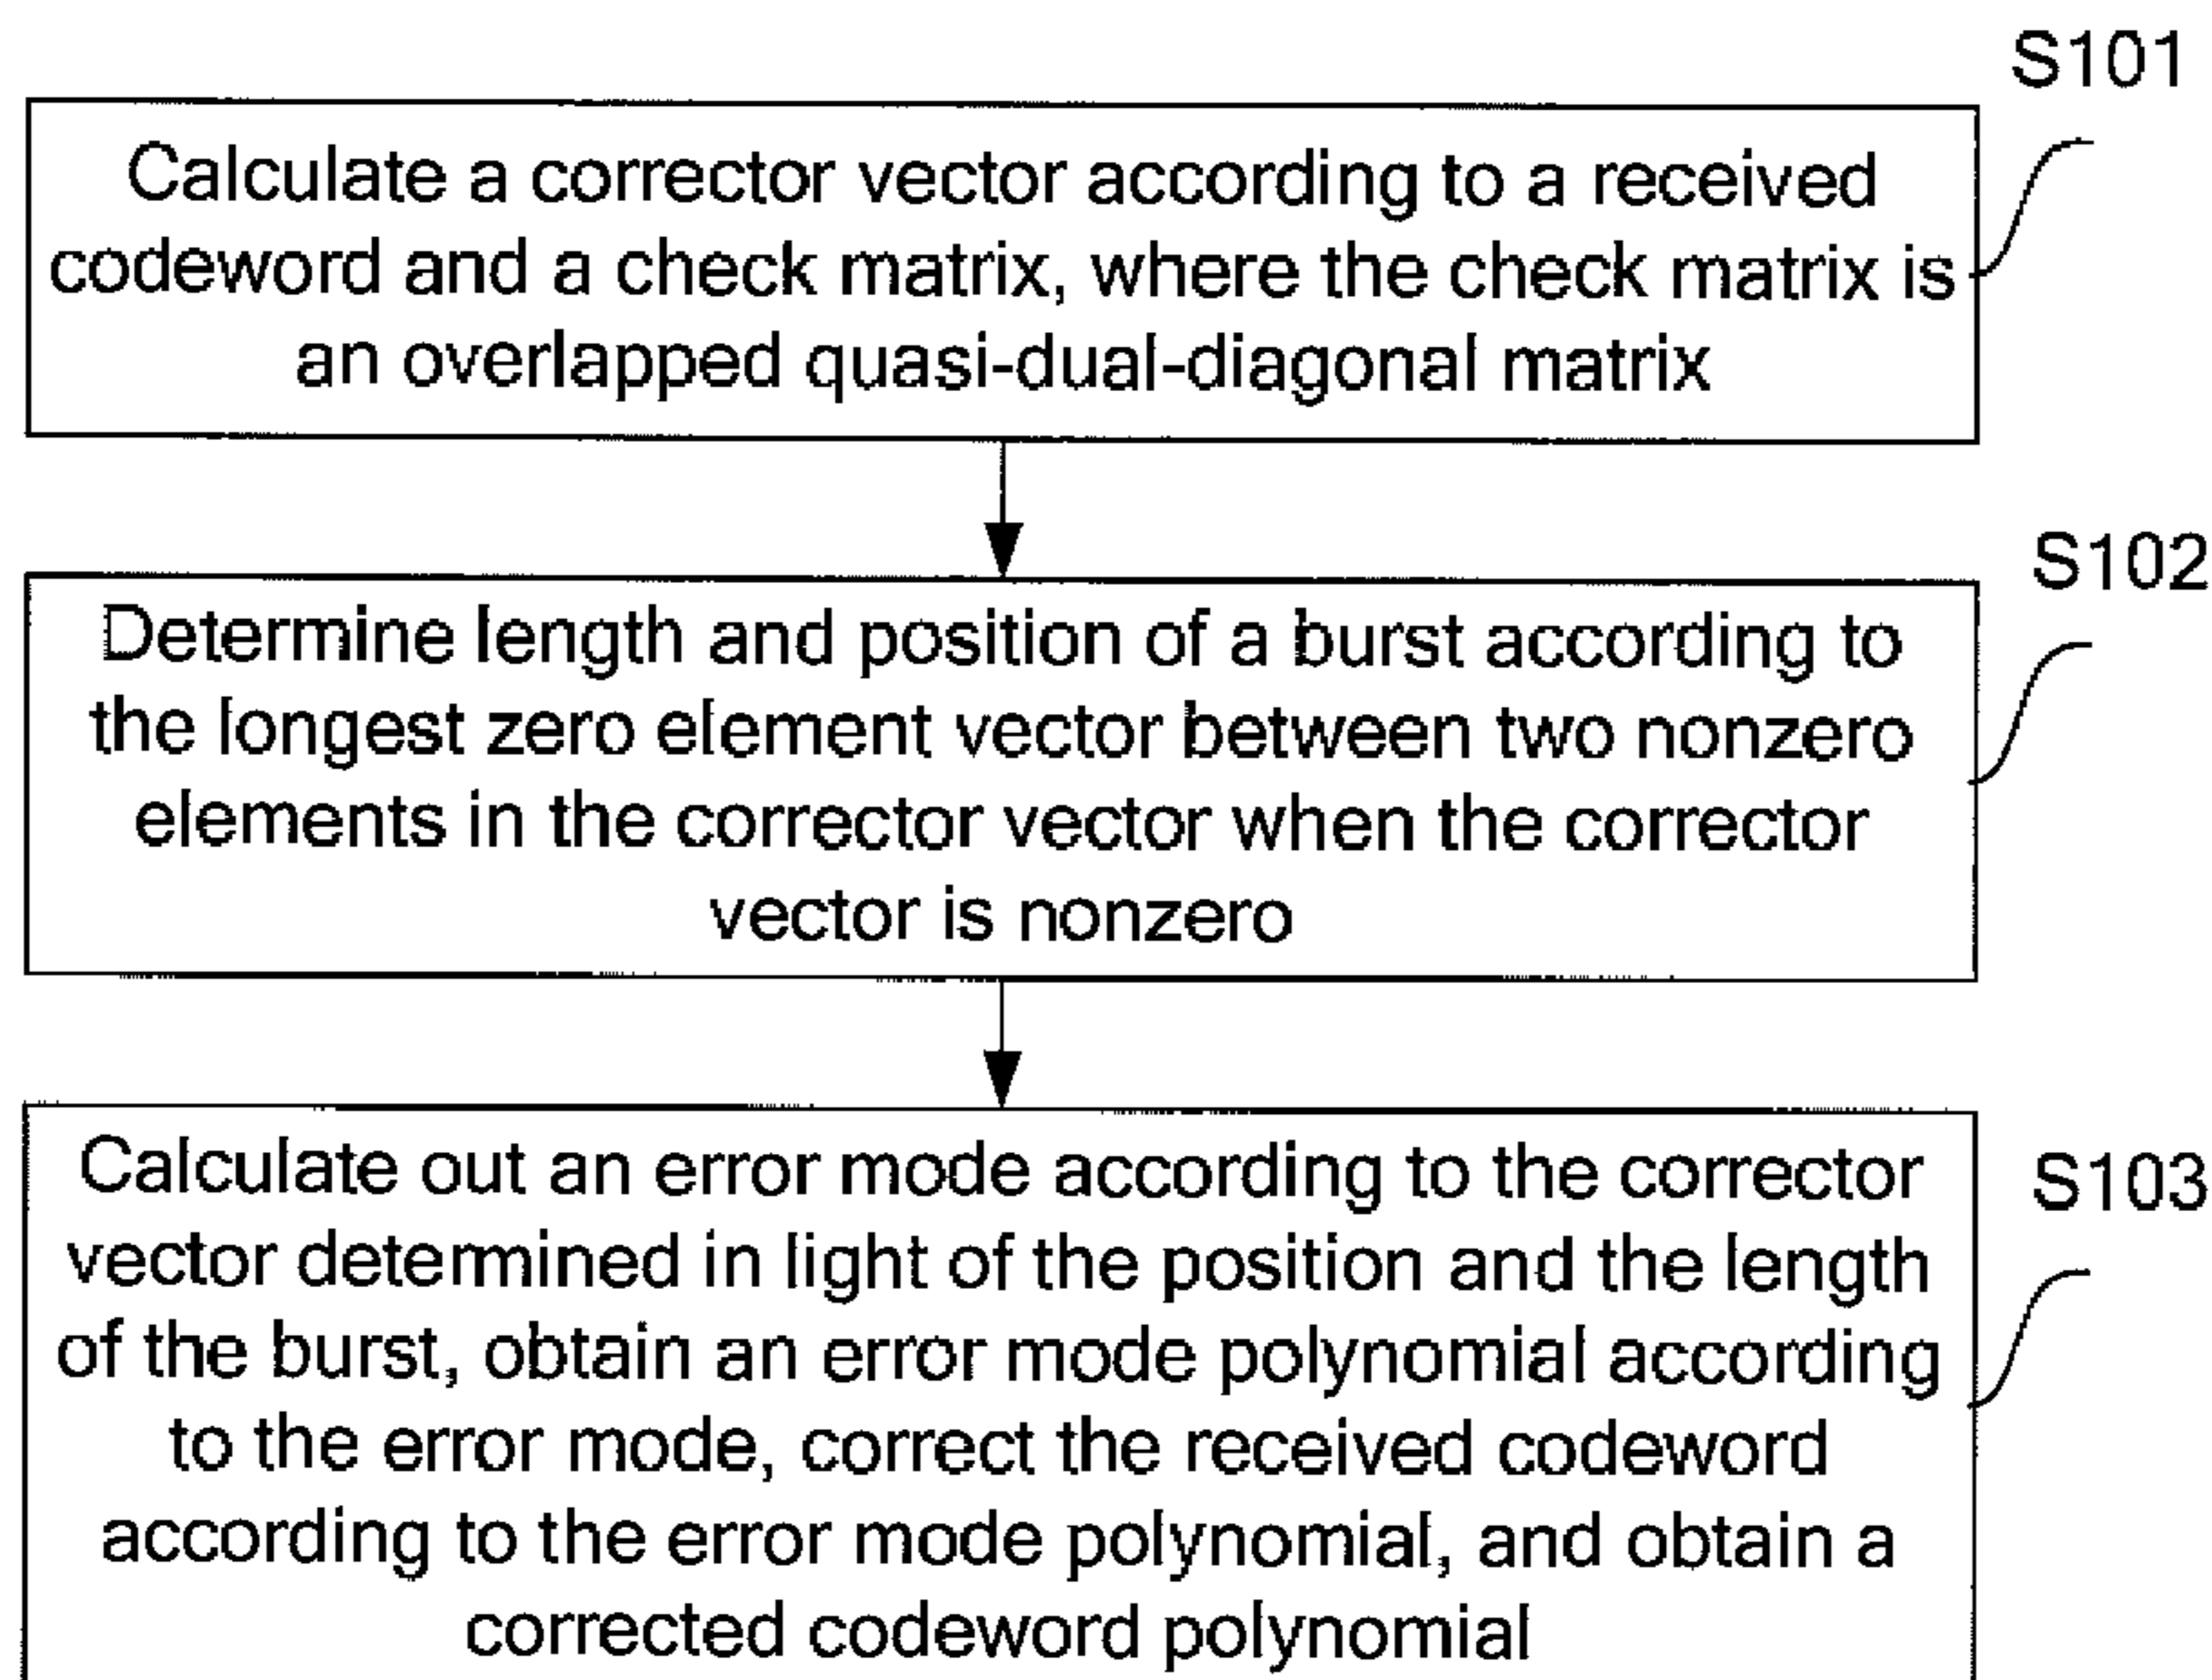 S101
Calculate a corrector vector according to a received
codeword and a check matrix, where the check matrix is
an overlapped quasi-dual-diagonal matrix
S102
Determine length and position of a burst according to
the longest zero element vector between two nonzero
elements in the corrector vector when the corrector
vector is nonzero
S103
Calculate out an error mode according to the corrector
vector determined in light of the position and the length
of the burst, obtain an error mode polynomial according
to the error mode, correct the received codeword
according to the error mode polynomial, and obtain a
corrected codeword polynomial